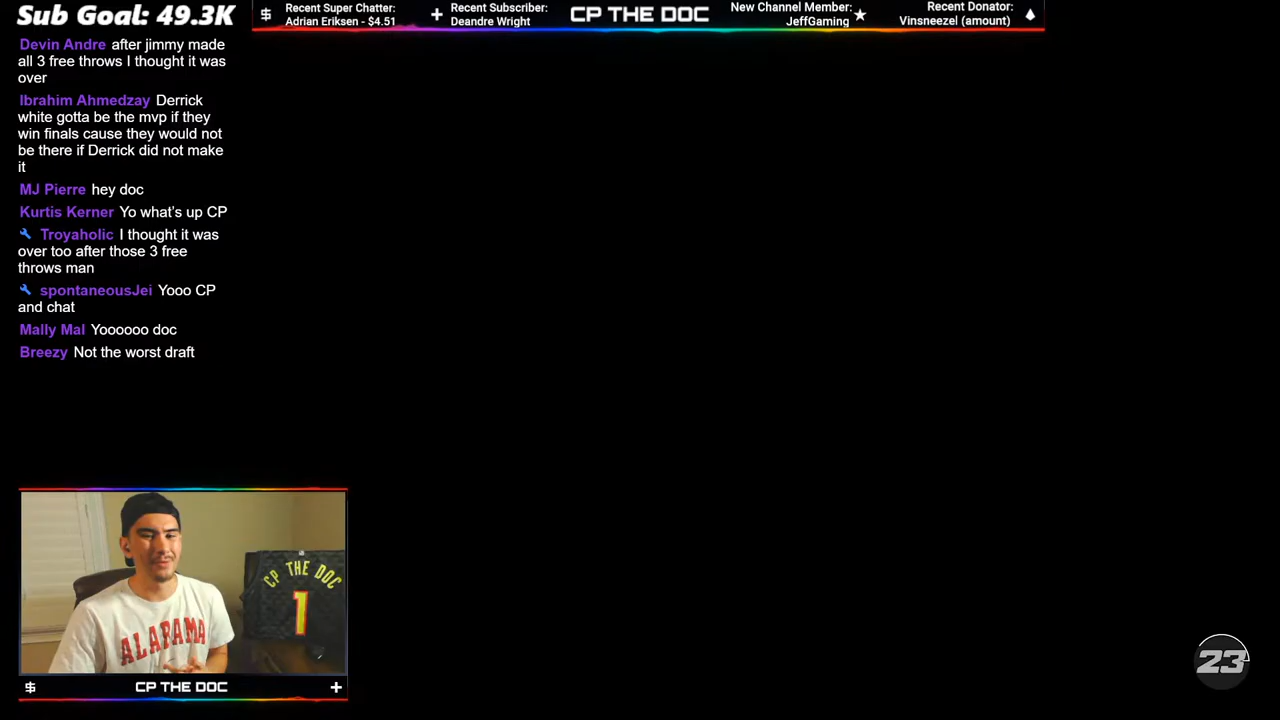 Sub Goal: 49.3K
Recent Super Chatter:
Adrian Eriksen - $4.51
Recent Subscriber:
Deandre Wright
CP THE DOC
New Channel Member:
JeffGaming
Recent Donator:
Vinsneezel (amount)
Devin Andre after jimmy made
all 3 free throws I thought it was
over
Ibrahim Ahmedzay Derrick
white gotta be the mvp if they
win finals cause they would not
be there if Derrick did not make
it
MJ Pierre hey doc
Kurtis Kerner Yo what's up CP
Troyaholic I thought it was
over too after those 3 free
throws man
spontaneousJei Yooo CP
and chat
Mally Mal Yoooooo doc
Breezy Not the worst draft
CP THE DOC
1
ALABAMA
CP THE DOC
23